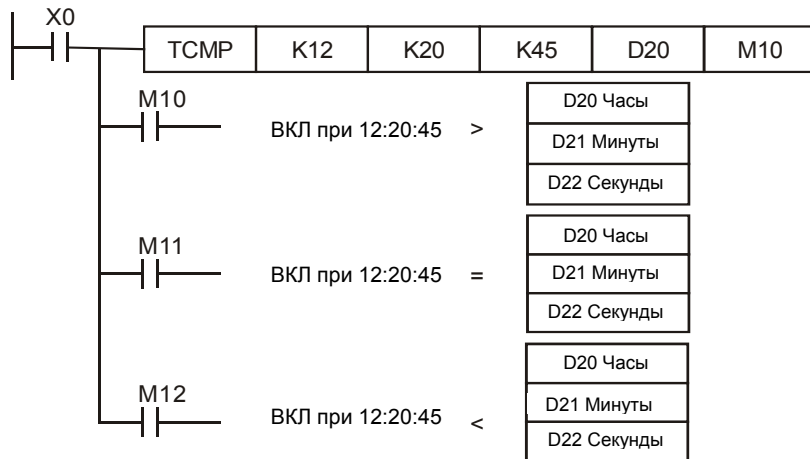 X0
TCMP K12 K20 K45 D20 M10
M10
ВКЛ при 12:20:45 >
D20 Часы
D21 Минуты
D22 Секунды
M11
ВКЛ при 12:20:45 =
D20 Часы
D21 Минуты
D22 Секунды
M12
ВКЛ при 12:20:45 <
D20 Часы
D21 Минуты
D22 Секунды